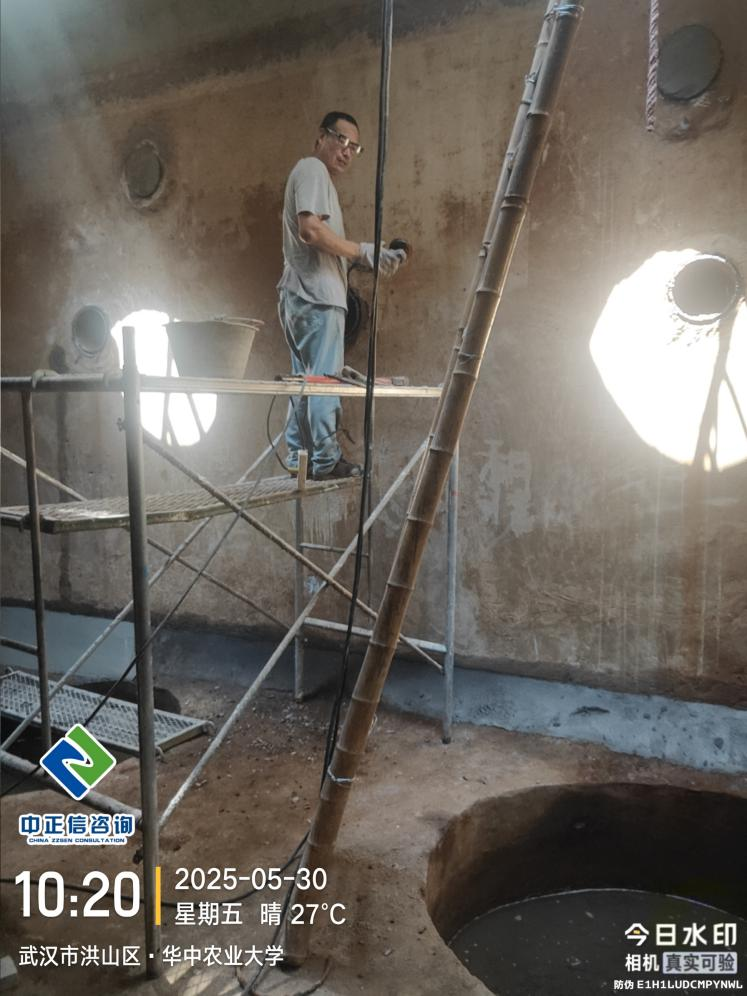 中正信咨询
CHINA ZZSEN CONSULTATION
10:20
2025-05-30
星期五 晴 27℃
武汉市洪山区·华中农业大学
今日水印
相机 真实可验
防伪 E1H1LUDCMPYNWL